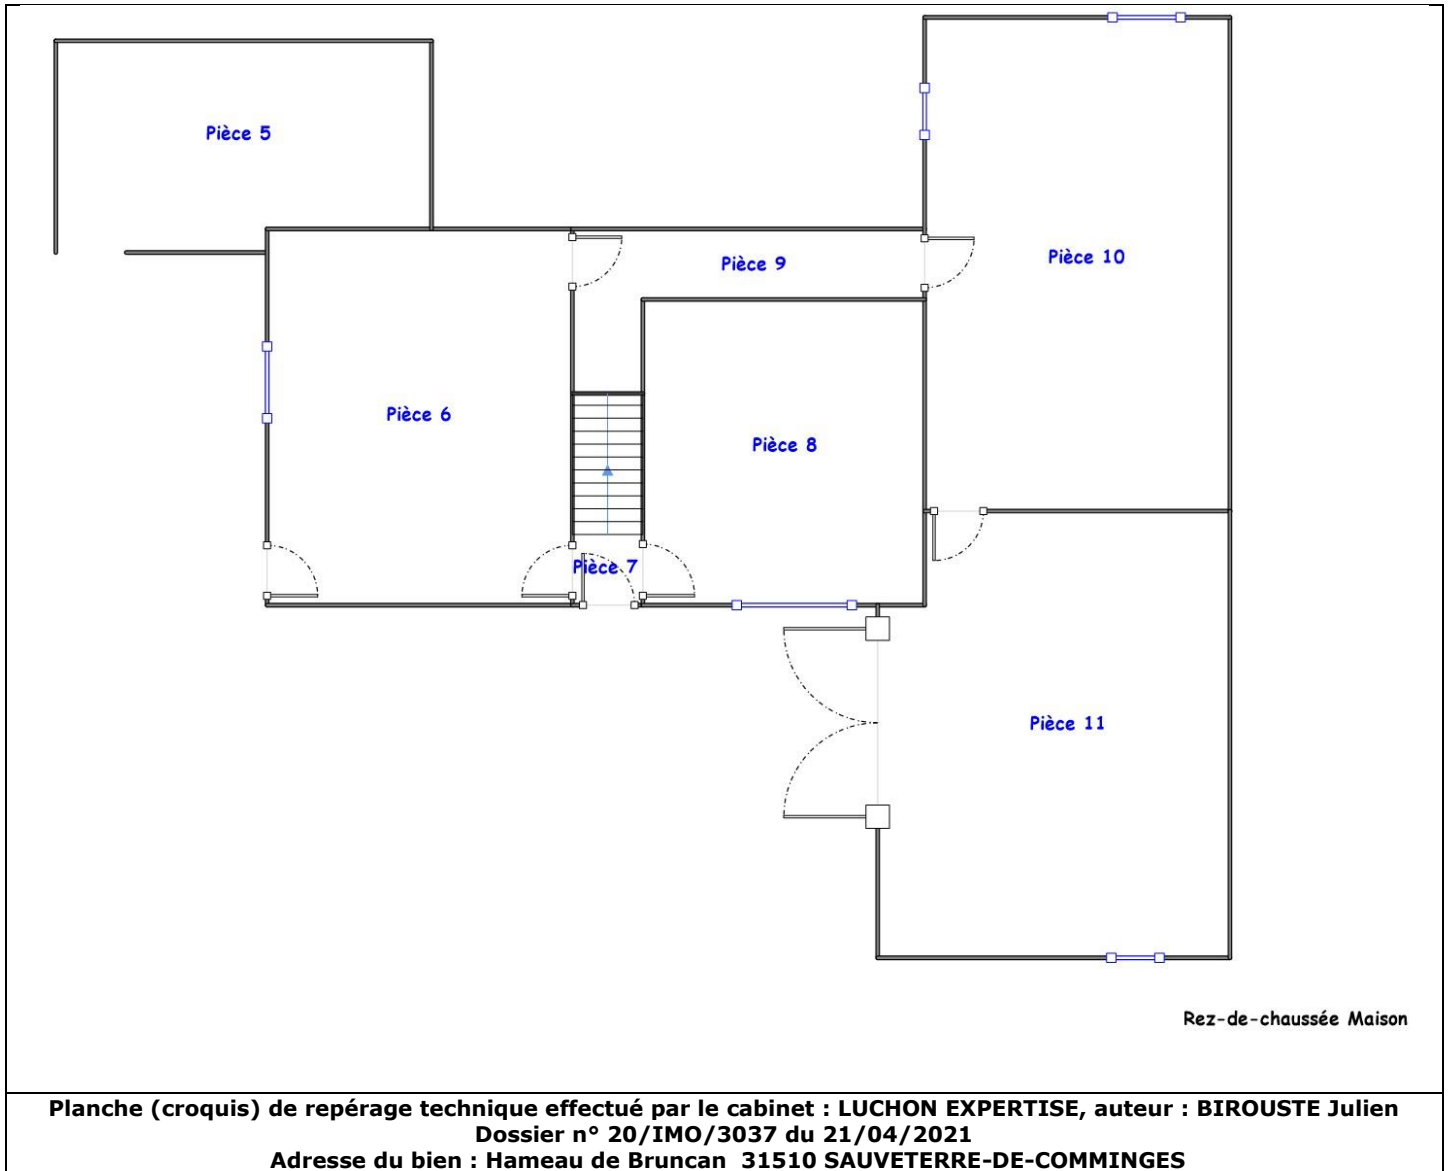 Pièce 5
Pièce 9
Pièce 10
Pièce 6
Pièce 8
Pièce 7
Pièce 11
Rez-de-chaussée Maison
Planche (croquis) de repérage technique effectué par le cabinet : LUCHON EXPERTISE, auteur : BIROUSTE Julien
Dossier n° 20/IMO/3037 du 21/04/2021
Adresse du bien : Hameau de Bruncan 31510 SAUVETERRE-DE-COMMINGES